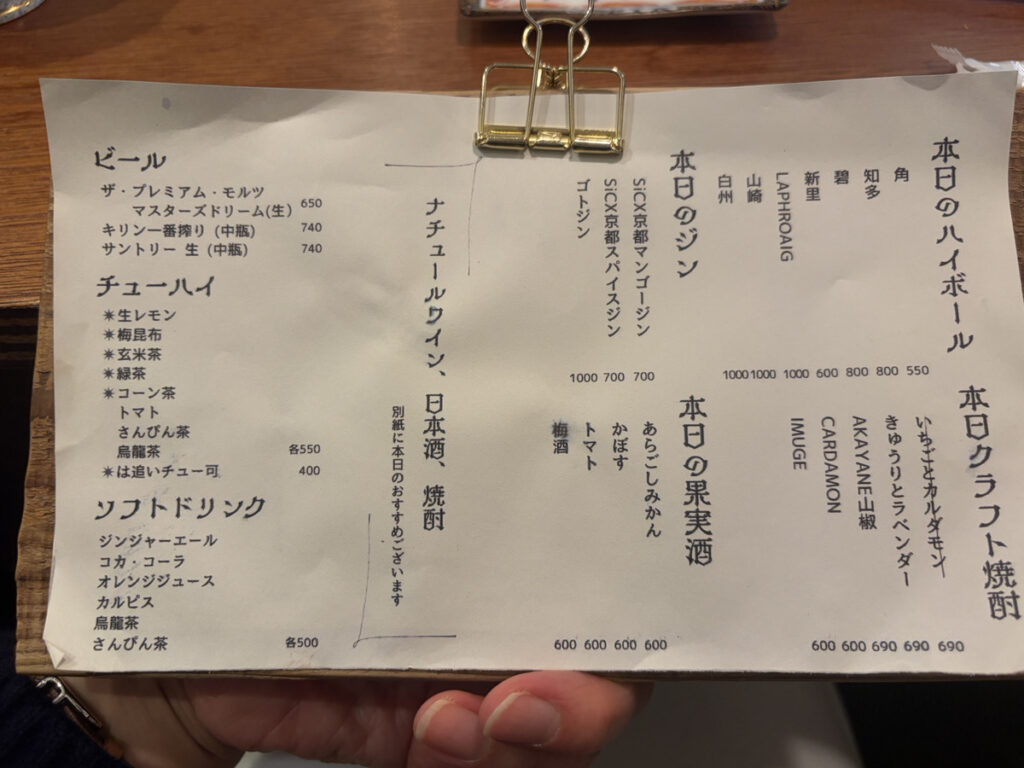 ビール
ザ・プレミアム・モルツ
マスターズドリーム(生) 650
キリン一番搾り (中瓶) 740
サントリー 生 (中瓶) 740
チューハイ
✴生レモン
✴梅昆布
✴玄米茶
✴緑茶
✴コーン茶
トマト
さんぴん茶
烏龍茶 各550
✴は追いチュー可 400
ソフトドリンク
ジンジャーエール
コカ・コーラ
オレンジジュース
カルピス
烏龍茶
さんぴん茶 各500
本日のハイボール
角 550
知多 800
碧 800
新里 600
LAPHROAIG 1000
山崎 1000
白州 1000
本日のジン
SiCX京都マンゴージン 700
SiCX京都スパイスジン 700
ゴトジン 1000
ナチュールワイン、日本酒、焼酎
別紙に本日のおすすめございます
本日クラフト焼酎
いちごとカルダモン 690
きゅうりとラベンダー 690
AKAYANE山椒 690
CARDAMON 600
IMUGE 600
本日の果実酒
あらごしみかん 600
かぼす 600
トマト 600
梅酒 600